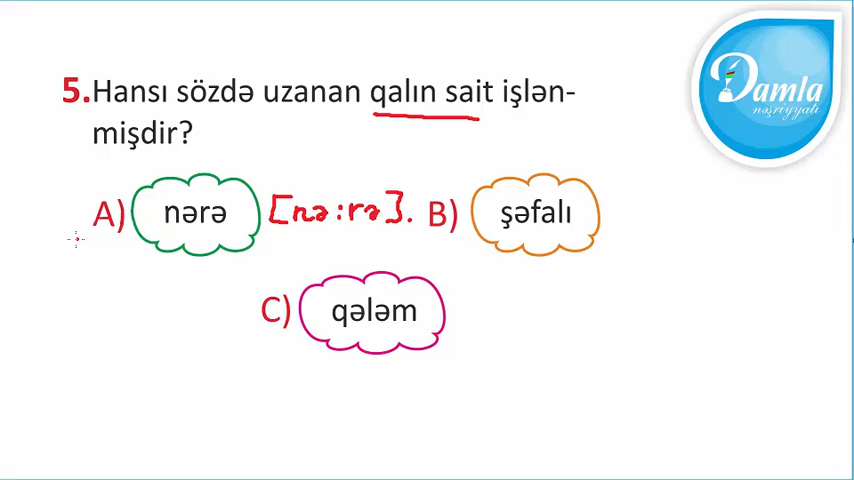 5.Hansı sözdə uzanan qalın sait işlən-
mişdir?
A) nərə [nə:rə]. B) şəfalı
C) qələm
Damla
nəşriyyatı